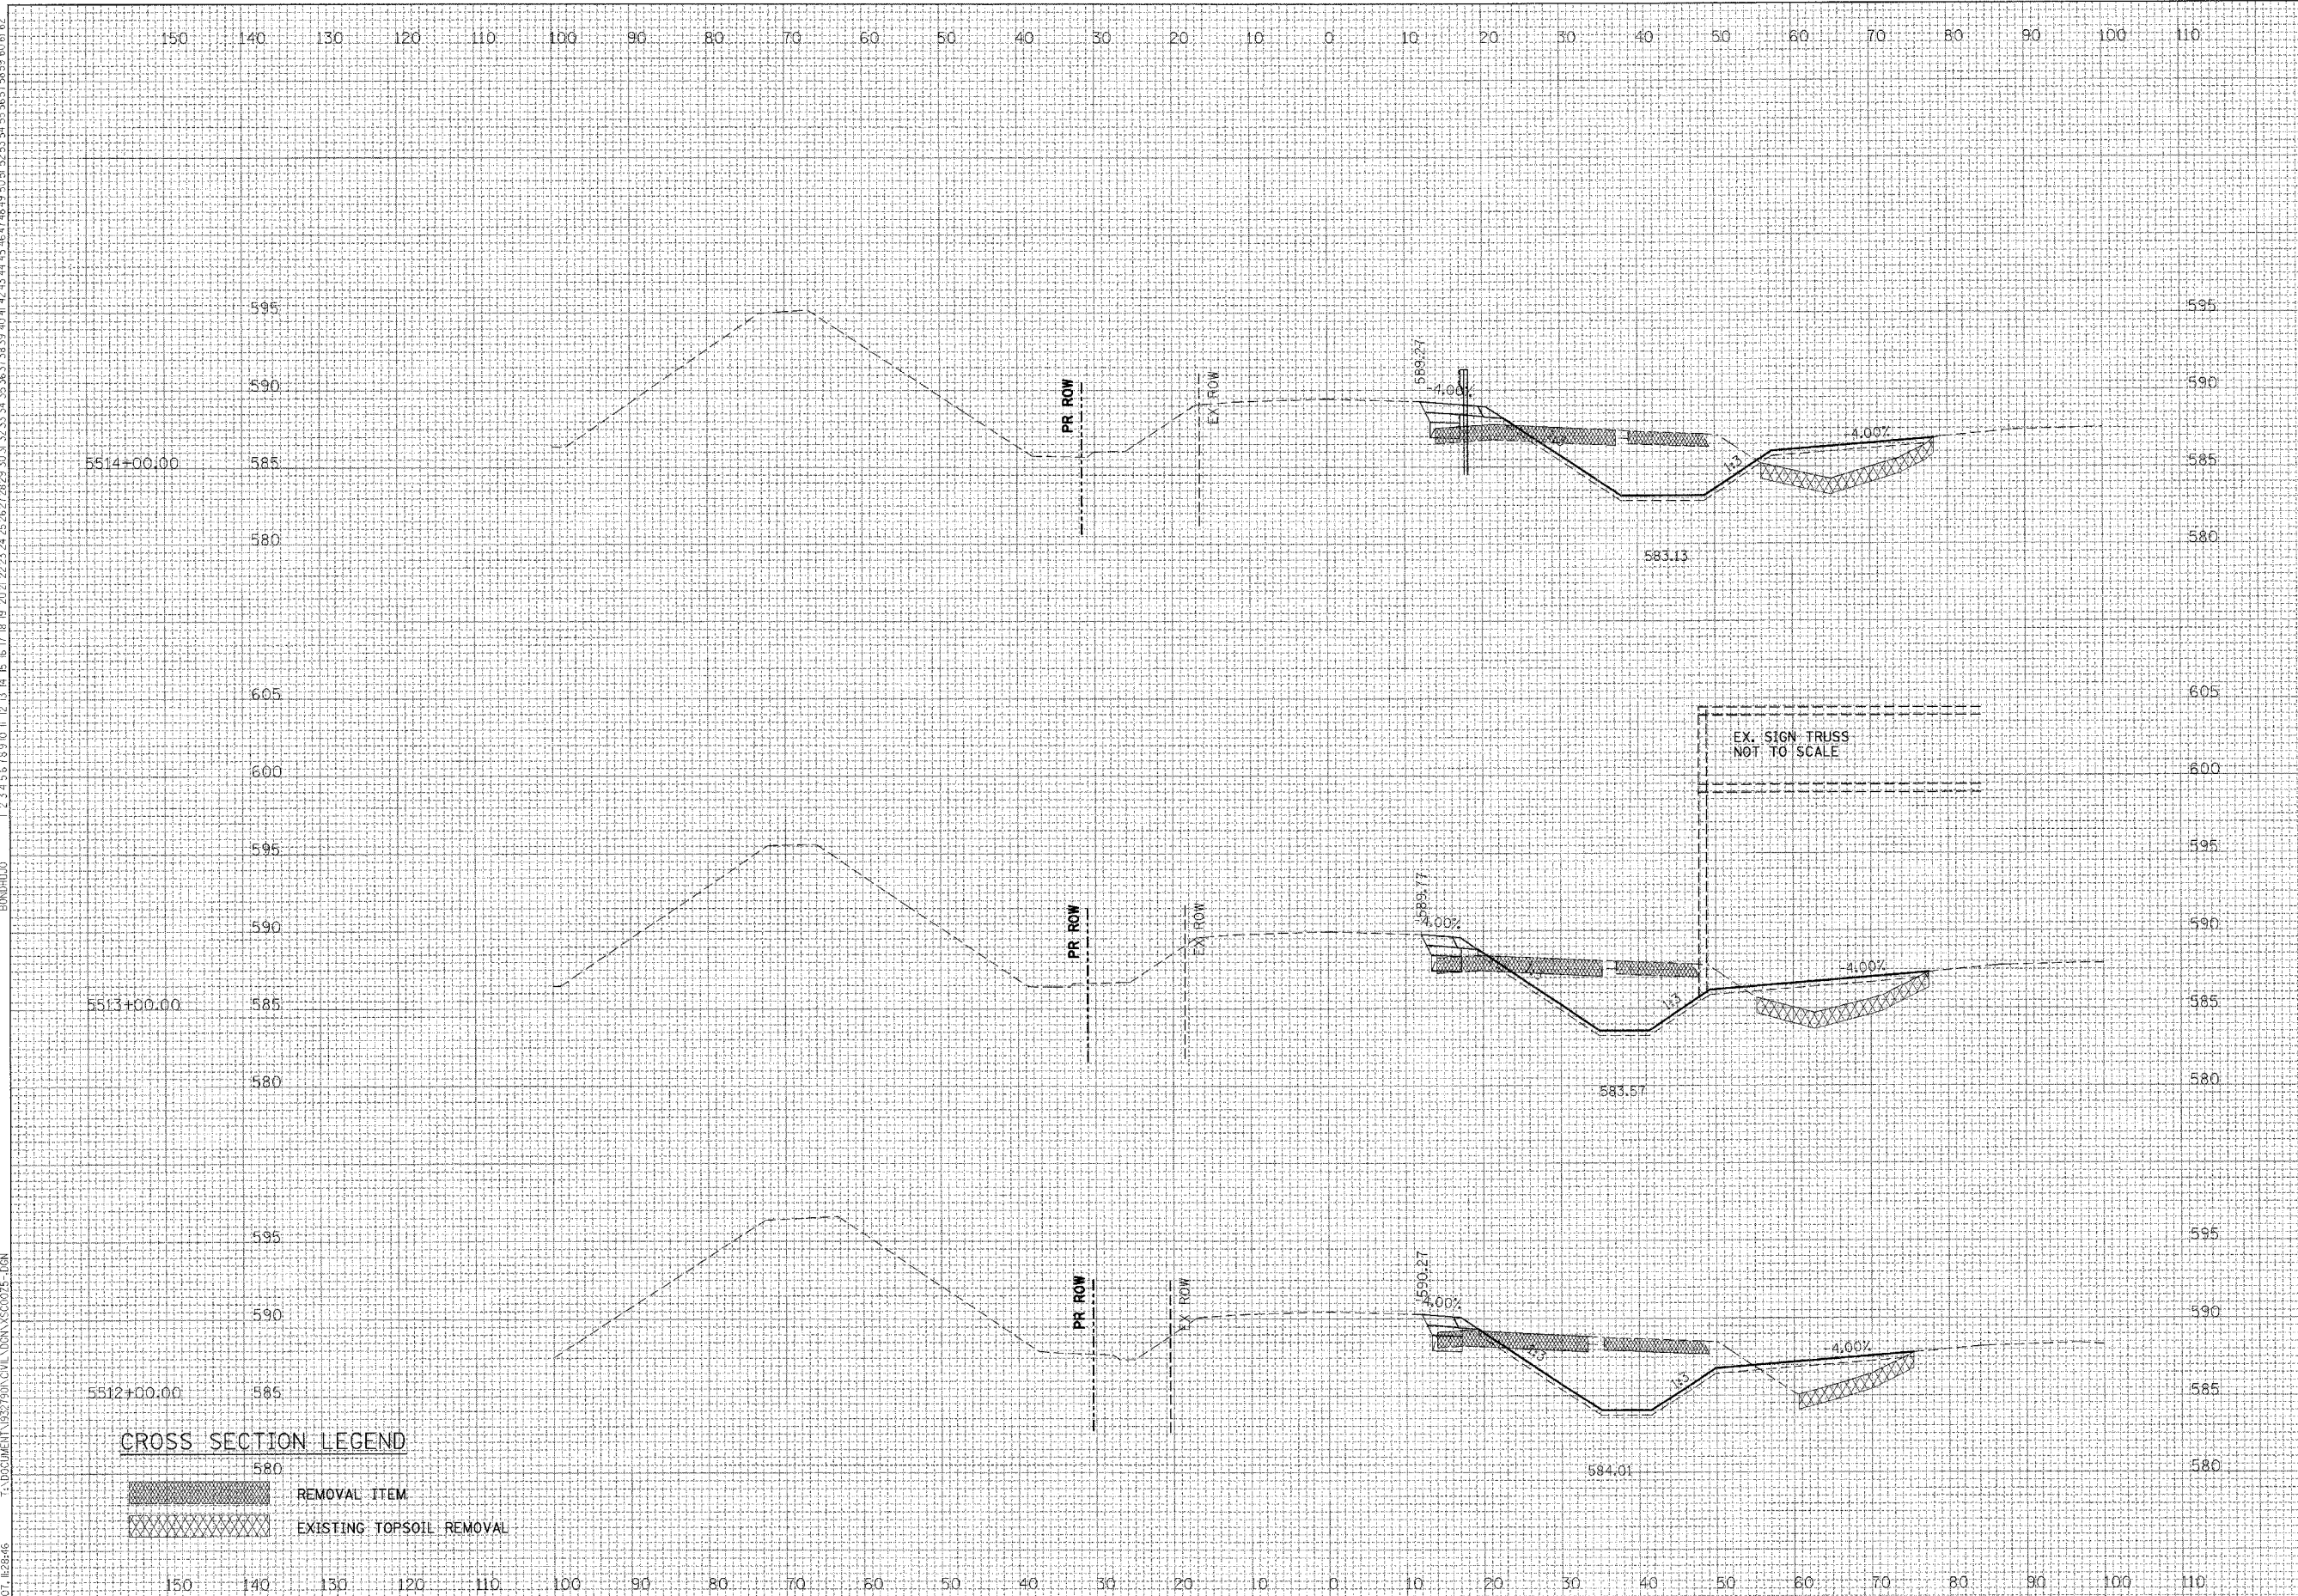 150 140 130 120 110 100 90 80 70 60 50 40 30 20 10 0 10 20 30 40 50 60 70 80 90 100 110
595 595
589.27
590 590
PR ROW
EX ROW
-4.00%
-4.00%
5514+00.00
585 585
1:3
580 580
583.13
605 605
EX. SIGN TRUSS
NOT TO SCALE
600 600
595 595
589.77
590 590
PR ROW
EX ROW
-4.00%
-4.00%
5513+00.00
585 585
1:3
580 580
583.57
595 595
590.27
590 590
PR ROW
EX ROW
-4.00%
4.00%
5512+00.00
585 585
1:3
1:3
CROSS SECTION LEGEND
580 580
584.01
REMOVAL ITEM
EXISTING TOPSOIL REMOVAL
150 140 130 120 110 100 90 80 70 60 50 40 30 20 10 0 10 20 30 40 50 60 70 80 90 100 110